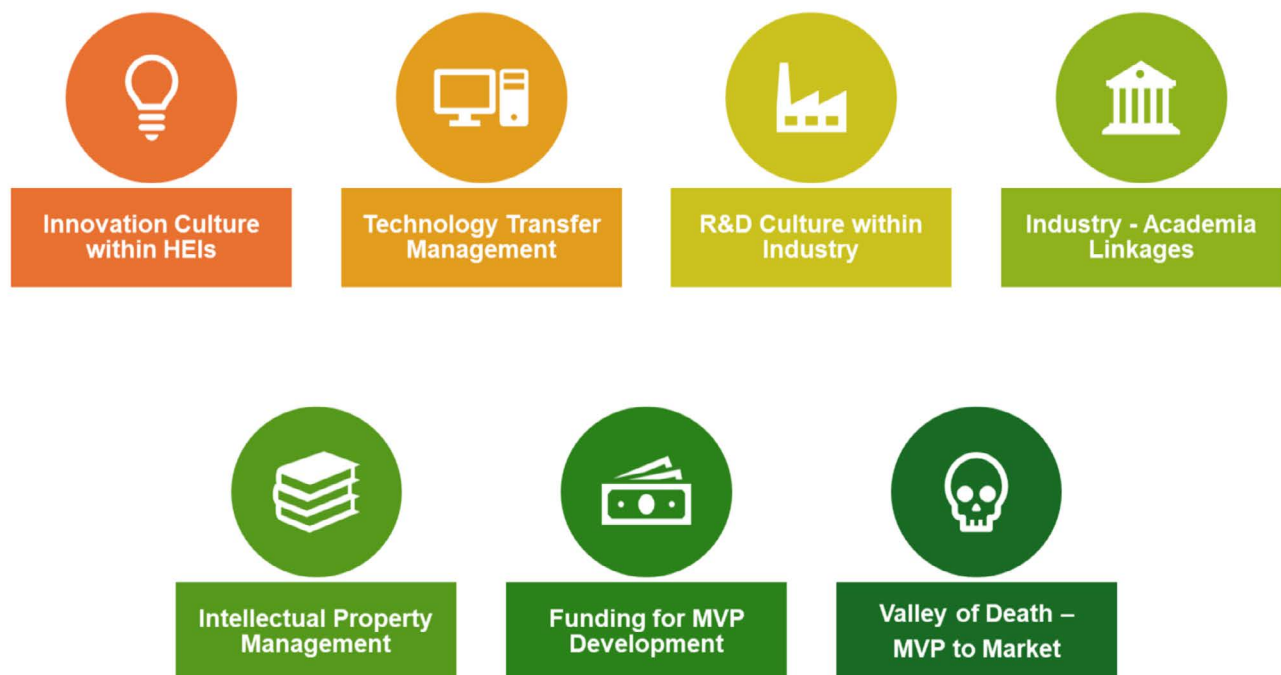 Innovation Culture
within HEIs
Technology Transfer
Management
R&D Culture within
Industry
Industry - Academia
Linkages
Intellectual Property
Management
Funding for MVP
Development
Valley of Death –
MVP to Market